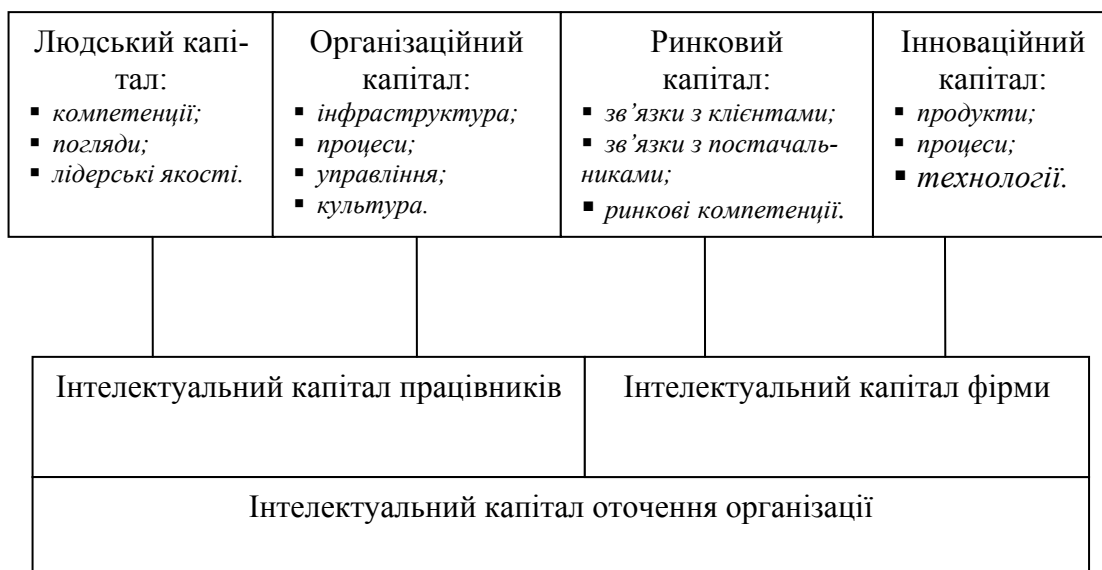 Людський капі-
тал:
▪ компетенції;
▪ погляди;
▪ лідерські якості.
Організаційний
капітал:
▪ інфраструктура;
▪ процеси;
▪ управління;
▪ культура.
Ринковий
капітал:
▪ зв’язки з клієнтами;
▪ зв’язки з постачаль-
никами;
▪ ринкові компетенції.
Інноваційний
капітал:
▪ продукти;
▪ процеси;
▪ технології.
Інтелектуальний капітал працівників
Інтелектуальний капітал фірми
Інтелектуальний капітал оточення організації